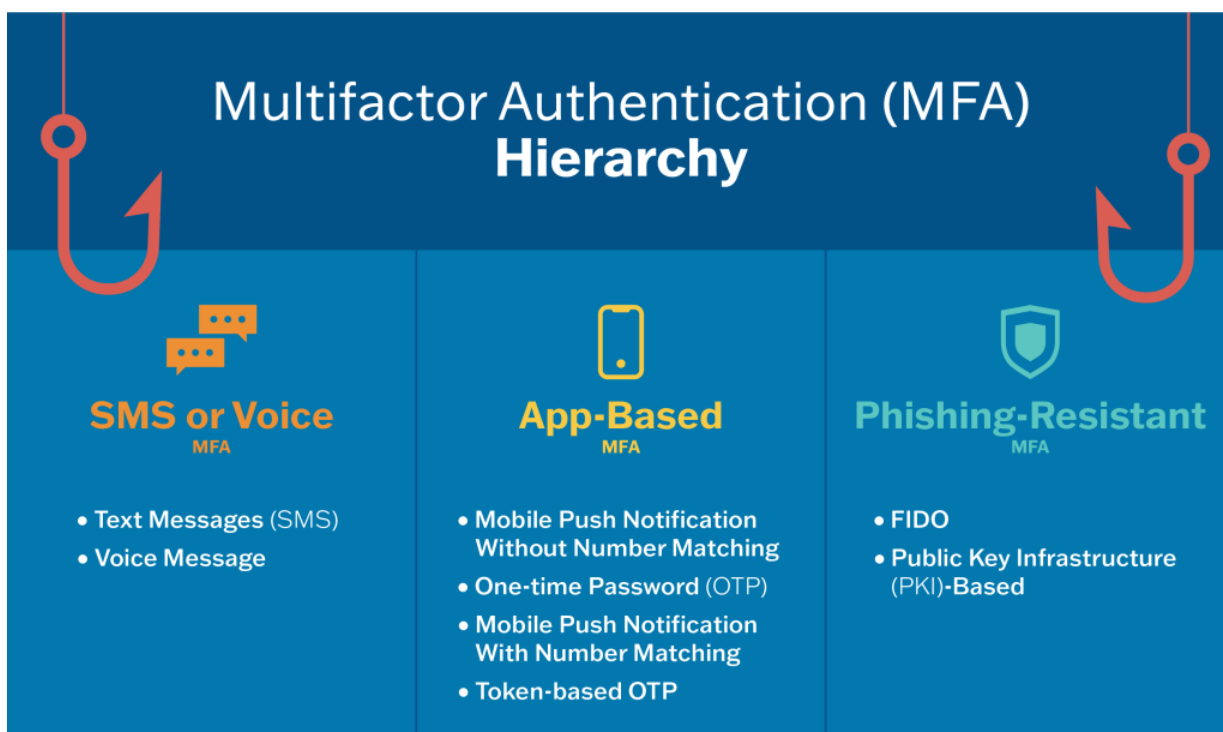 Multifactor Authentication (MFA)
Hierarchy
SMS or Voice
MFA
• Text Messages (SMS)
• Voice Message
App-Based
MFA
• Mobile Push Notification
Without Number Matching
• One-time Password (OTP)
• Mobile Push Notification
With Number Matching
• Token-based OTP
Phishing-Resistant
MFA
• FIDO
• Public Key Infrastructure
(PKI)-Based